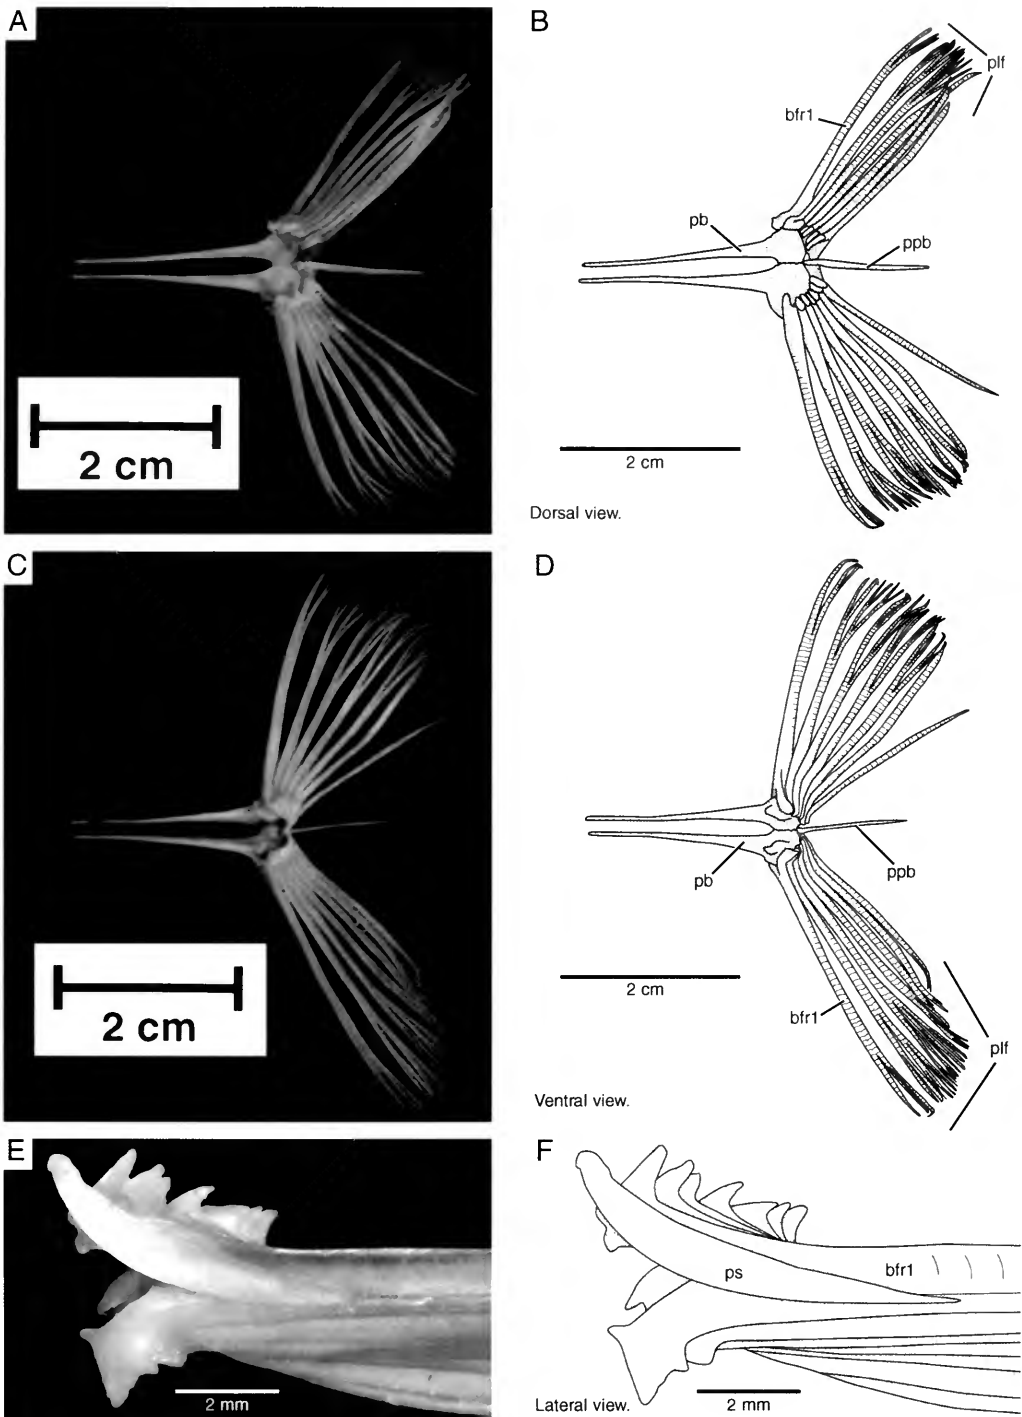 A
2 cm
B
plf
bfr1
pb
ppb
2 cm
Dorsal view.
C
2 cm
D
pb
ppb
2 cm
bfr1
plf
Ventral view.
E
2 mm
F
ps
bfr1
2 mm
Lateral view.